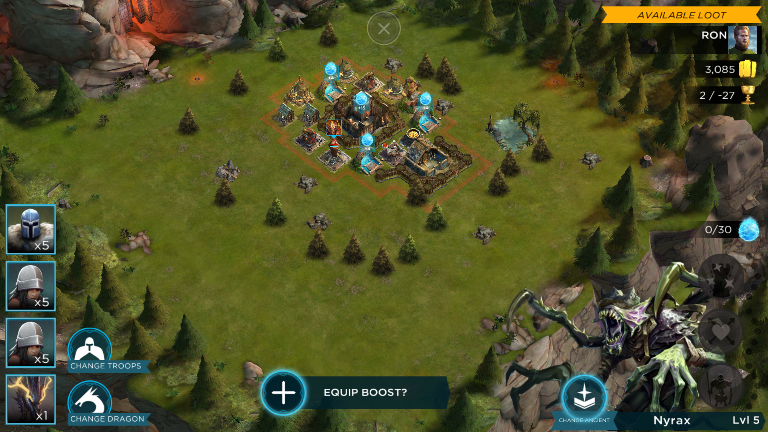 AVAILABLE LOOT
RON
3,085
2 / -27
0/30
x5
x5
x5
CHANGE TROOPS
x1
CHANGE DRAGON
EQUIP BOOST?
CHANGE ANCIENT
Nyrax Lvl 5